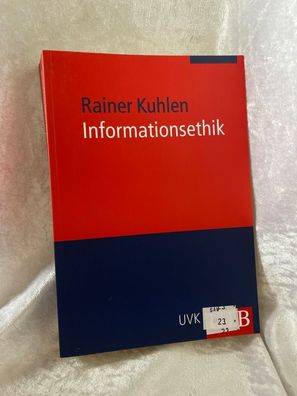 Rainer Kuhlen
Informationsethik
UVK
B
23